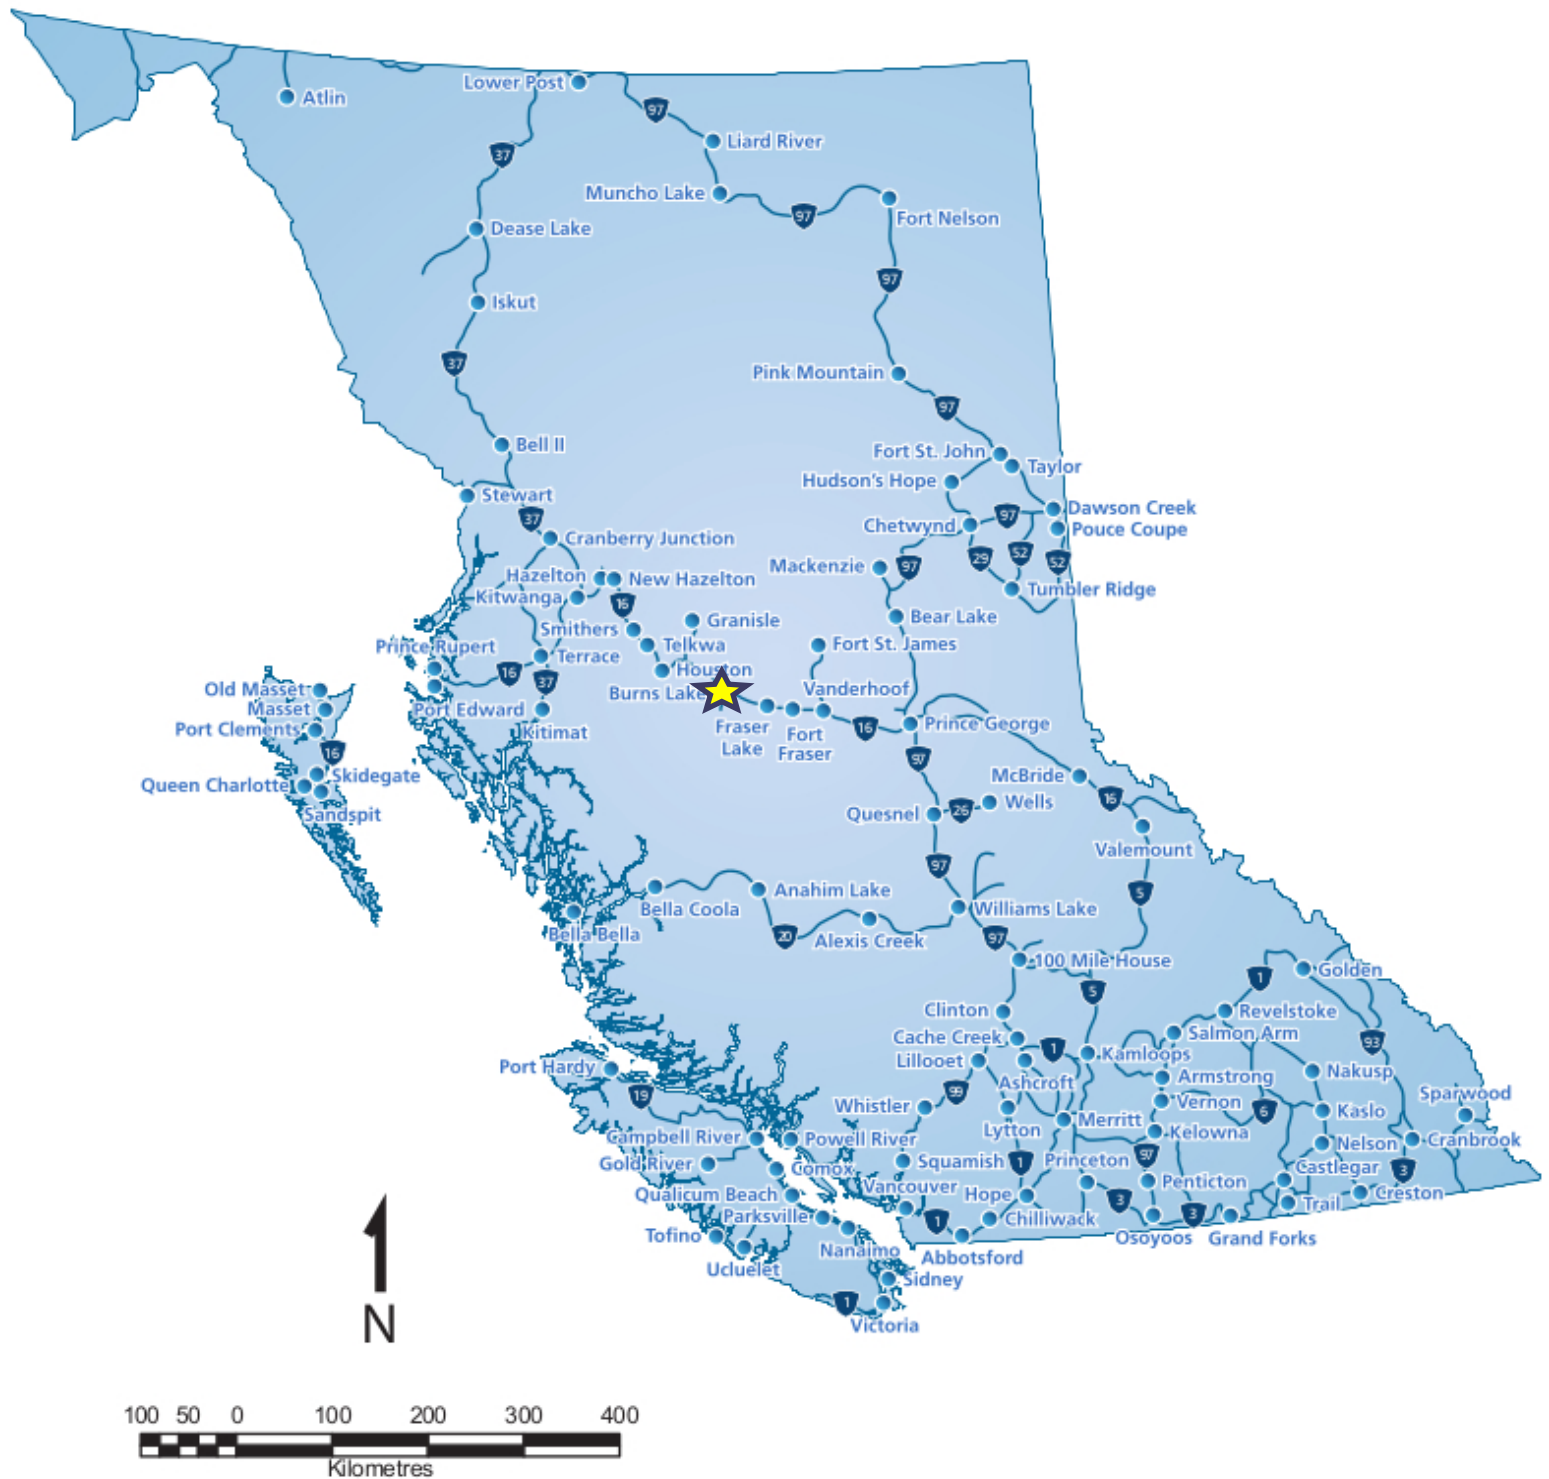 Lower Post
Atlin
97
Liard River
37
Muncho Lake
97
Fort Nelson
Dease Lake
97
Iskut
37
Pink Mountain
97
Bell II
Fort St. John
Taylor
Hudson's Hope
Stewart
Dawson Creek
37
97
Chetwynd
Pouce Coupe
Cranberry Junction
29
52
52
Mackenzie
97
Hazelton
New Hazelton
Tumbler Ridge
Kitwanga
16
Bear Lake
Granisle
Smithers
Telkwa
Fort St. James
Prince Rupert
Terrace
16
37
Houston
Burns Lake
Vanderhoof
Old Masset
Masset
Port Edward
Port Clements
Kitimat
Fraser
Lake
Fort
Fraser
16
Prince George
16
97
Skidegate
McBride
Queen Charlotte
16
Sandspit
Wells
Quesnel
26
Valemount
97
5
Anahim Lake
Bella Coola
Williams Lake
Bella Bella
20
Alexis Creek
97
100 Mile House
Golden
1
5
Clinton
Revelstoke
Cache Creek
Salmon Arm
93
Lillooet
1
Kamloops
Port Hardy
Ashcroft
Armstrong
Nakusp
19
99
Whistler
Vernon
6
Kaslo
Sparwood
Lytton
Merritt
Campbell River
Powell River
Kelowna
Nelson
Cranbrook
Gold River
Comox
Squamish
1
Princeton
97
Castlegar
3
Qualicum Beach
Vancouver
Hope
Penticton
Creston
Parksville
3
3
Trail
1
Chilliwack
Tofino
Nanaimo
Abbotsford
Osoyoos
Grand Forks
Ucluelet
Sidney
1
Victoria
N
100 50 0 100 200 300 400
Kilometres